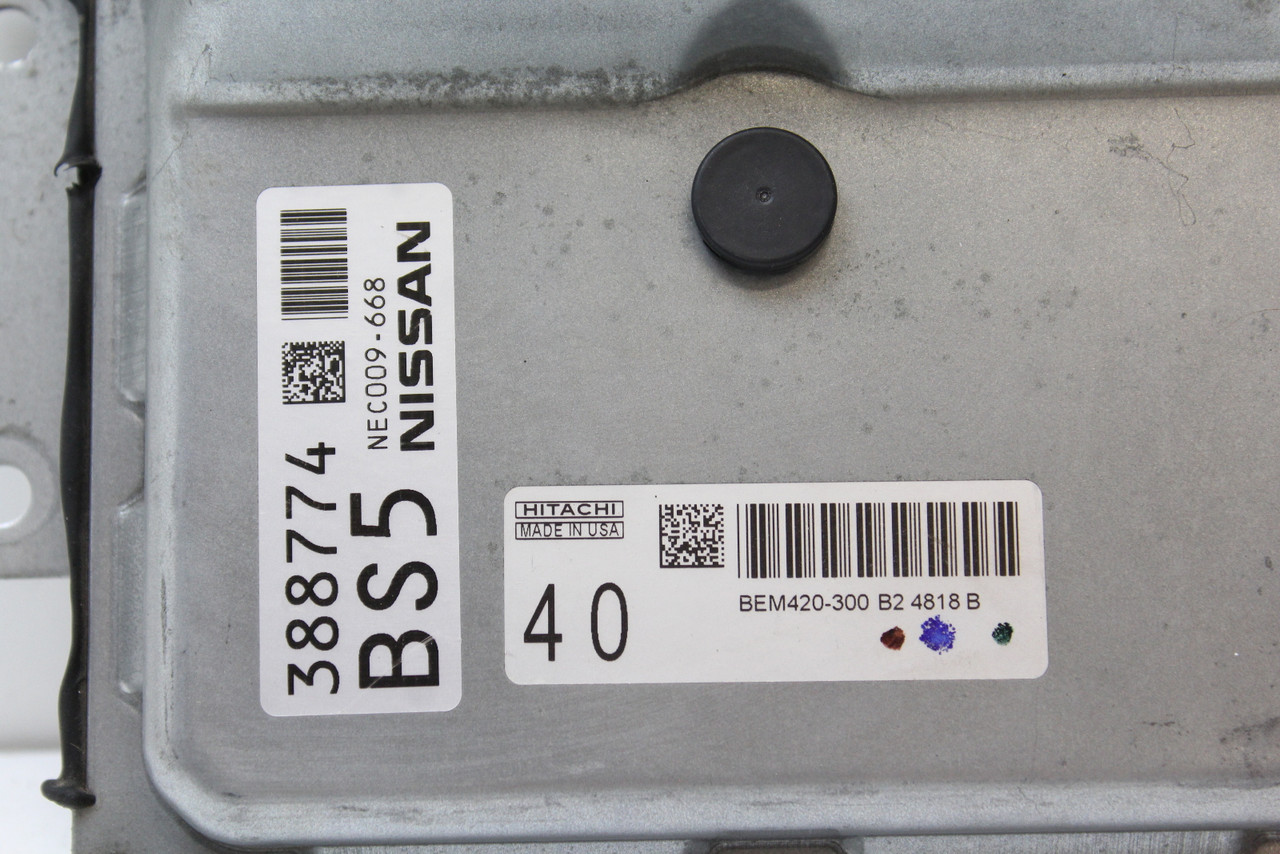 388774
BS5
NEC009-668
NISSAN
HITACHI
MADE IN USA
40
BEM420-300 B2 4818 B